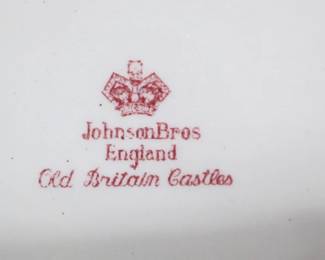 JohnsonBros
England
Old Britain Castles